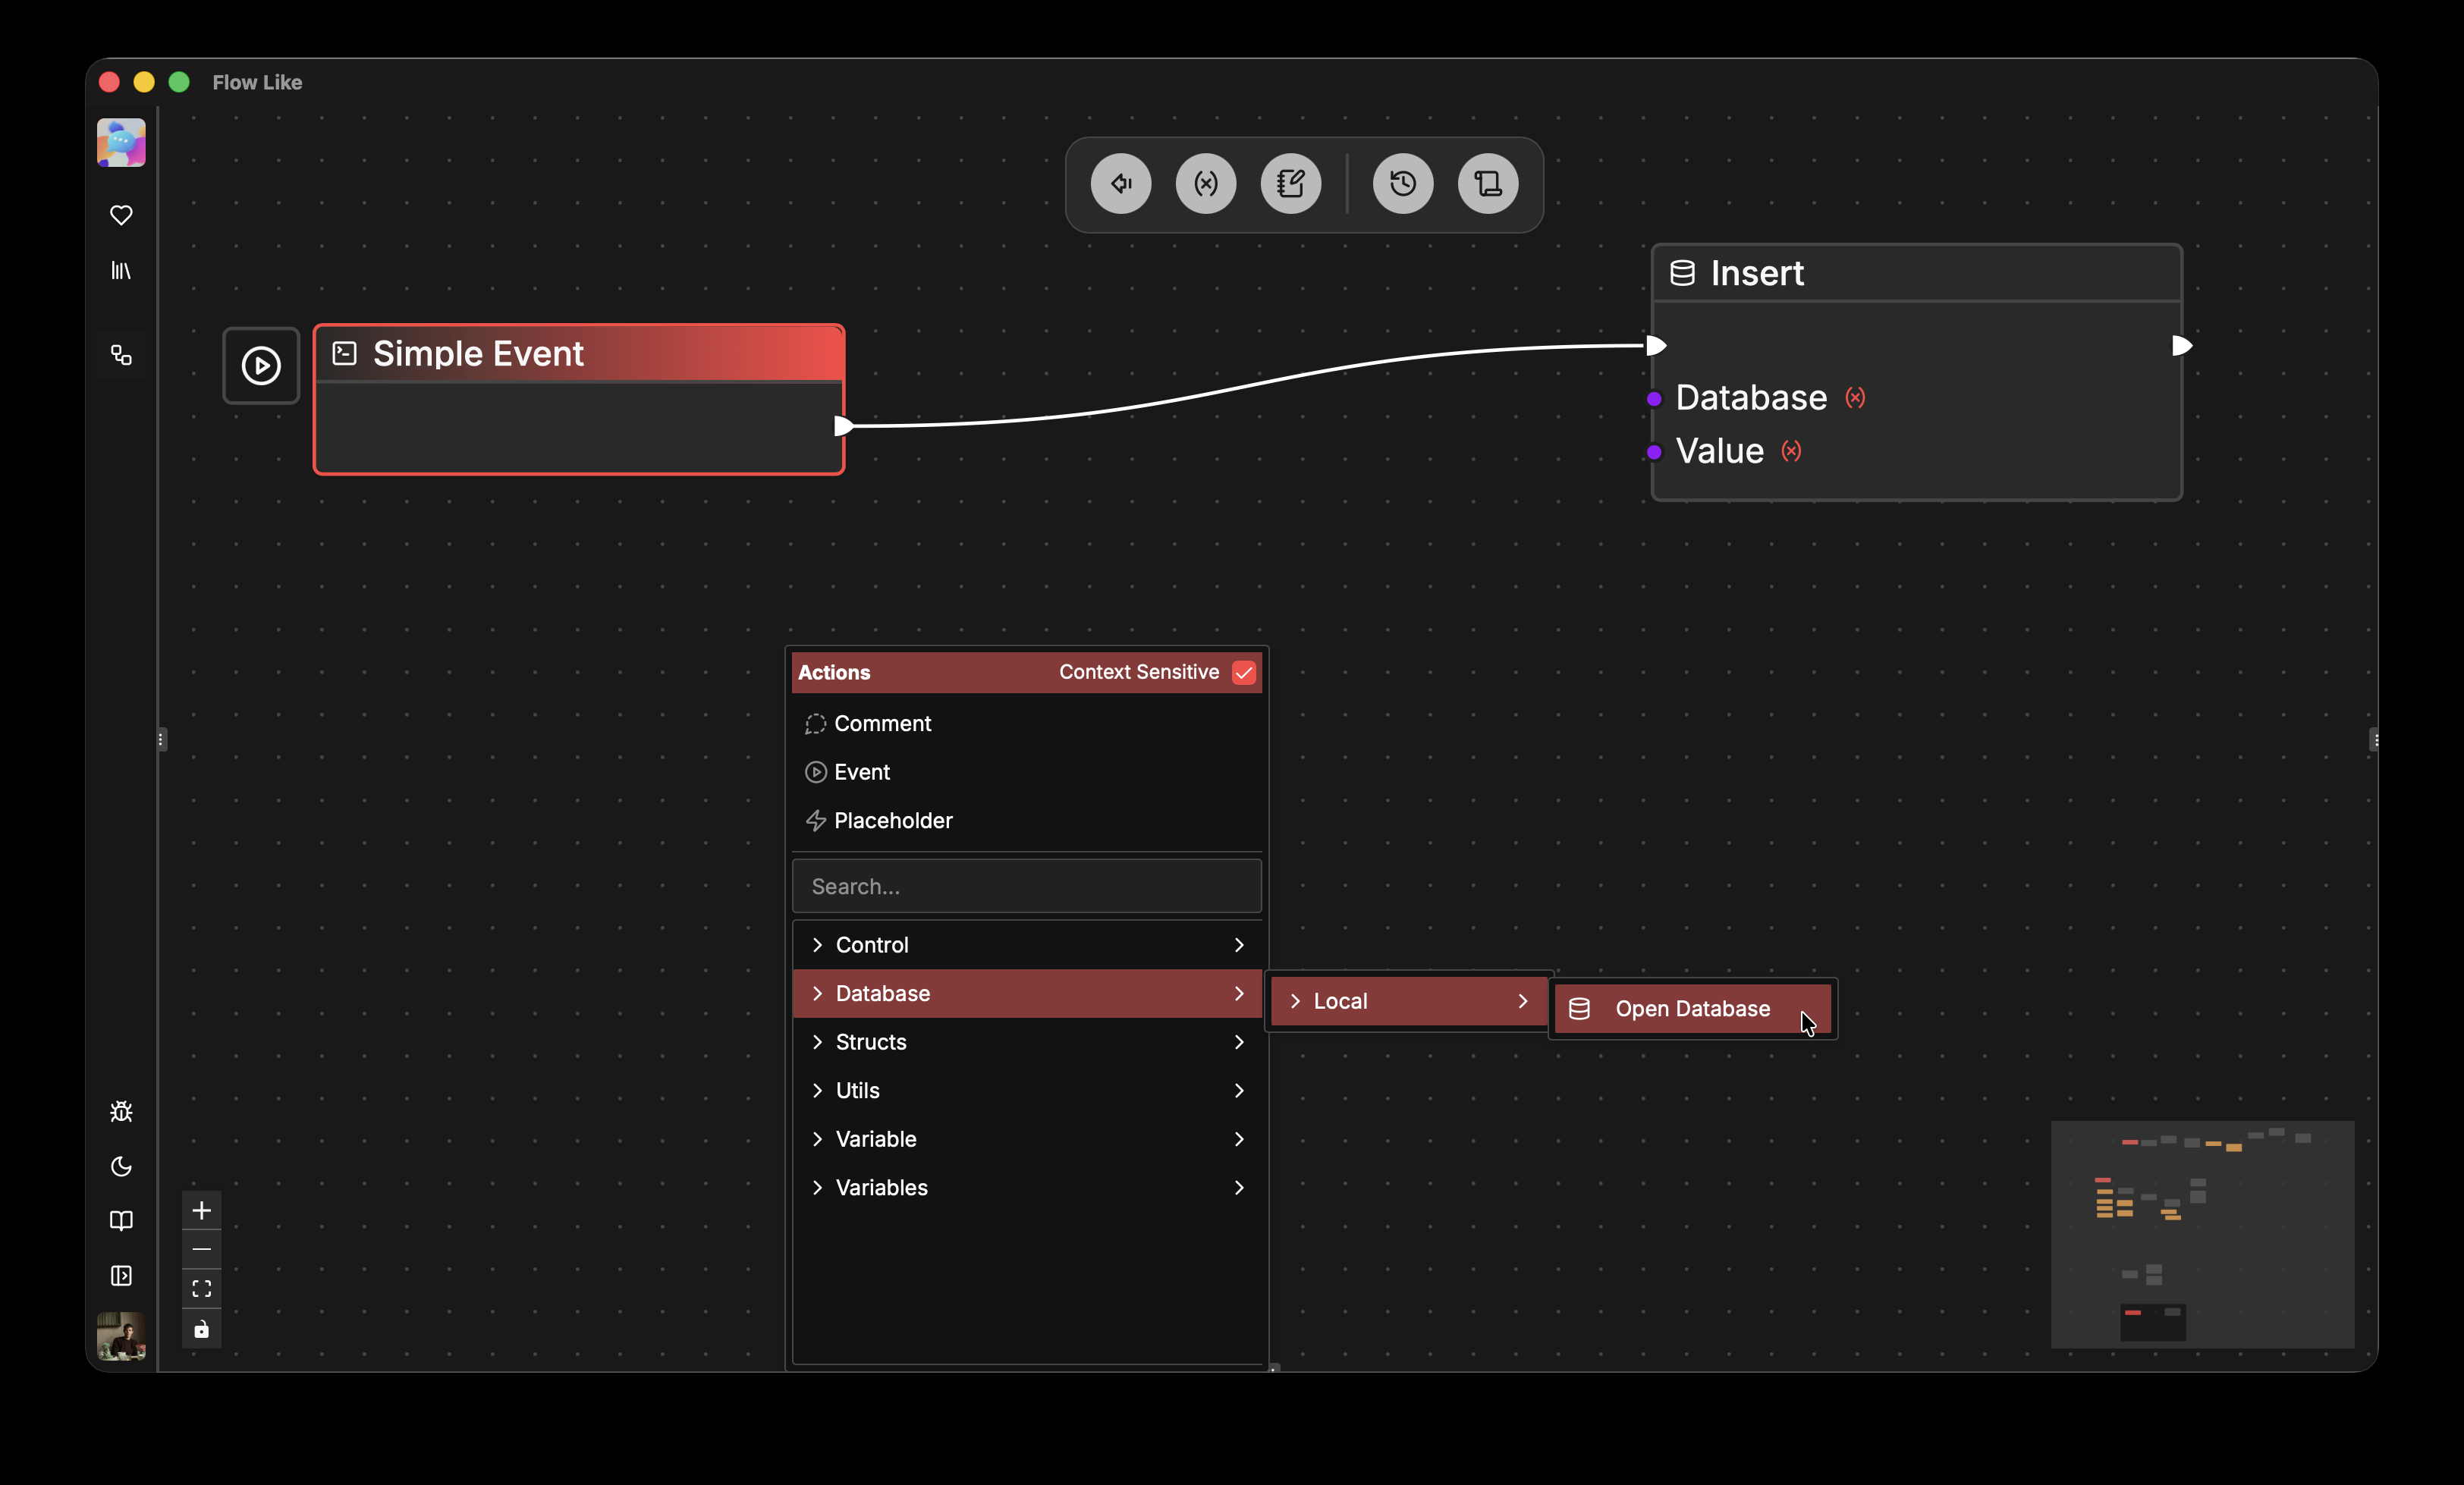 Flow Like
Insert
Simple Event
Database (x)
Value (x)
Actions Context Sensitive
Comment
Event
Placeholder
Search...
Control
Database
Local
Open Database
Structs
Utils
Variable
Variables